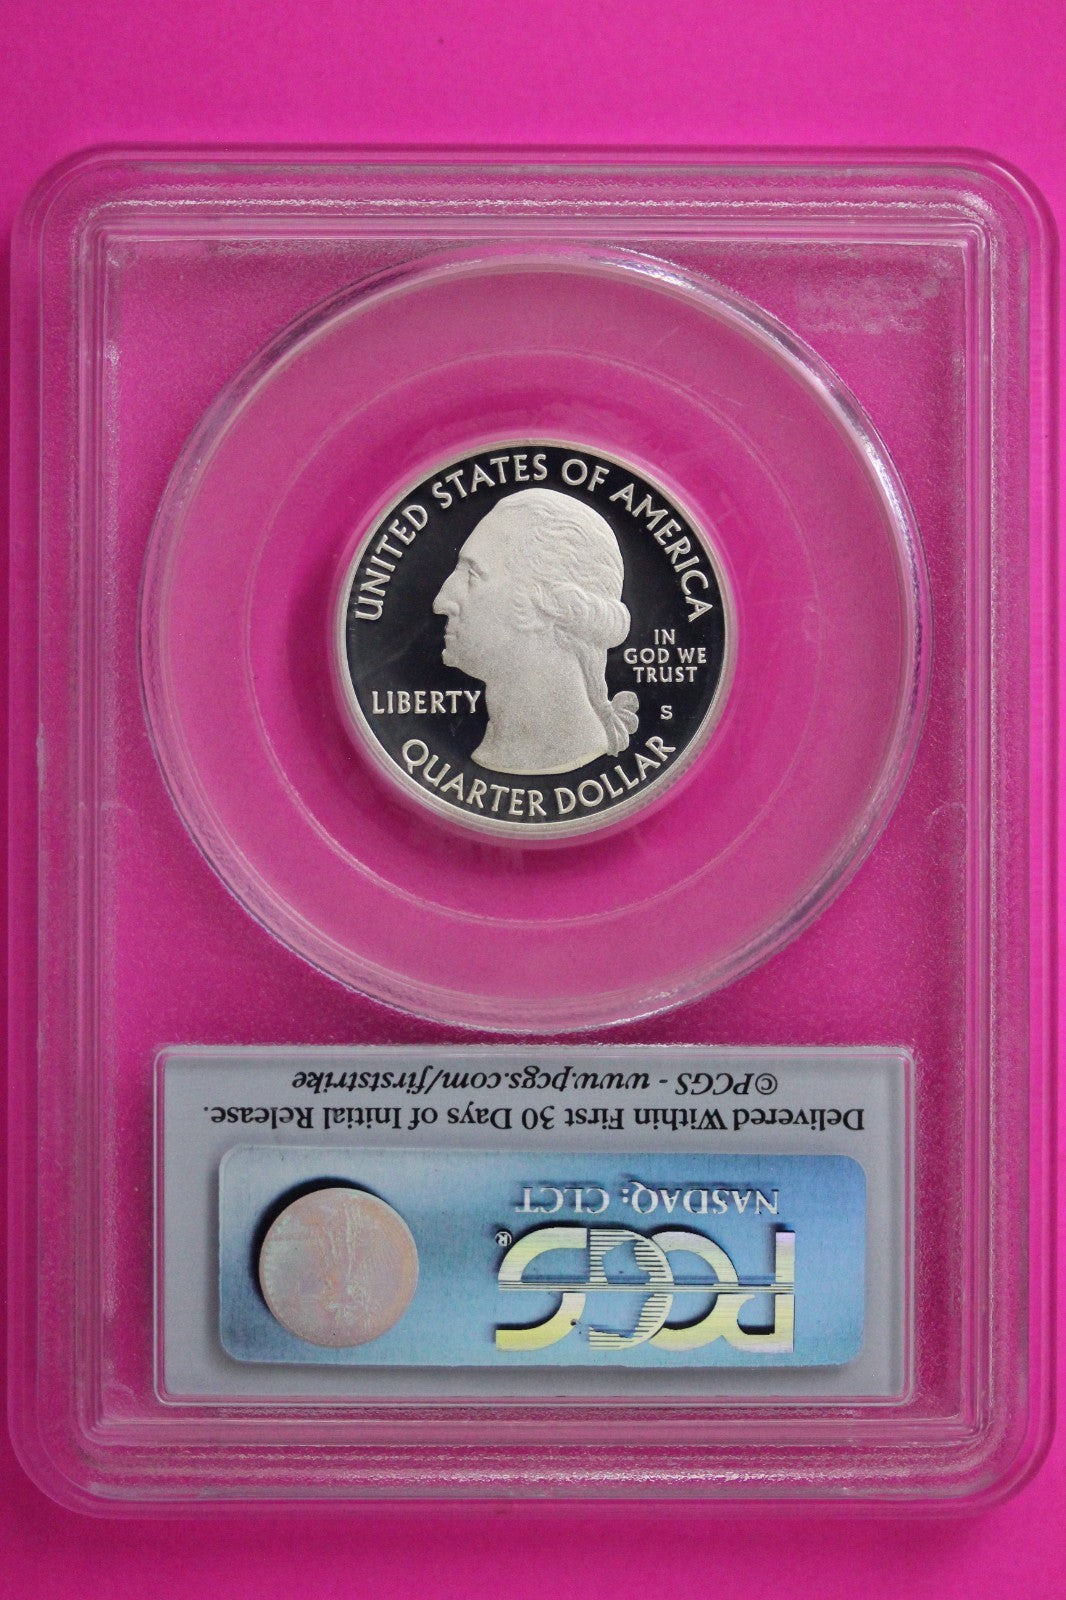 UNITED STATES OF AMERICA
IN
GOD WE
TRUST
LIBERTY
S
QUARTER DOLLAR
©PCGS - www.pcgs.com/firststrike
Delivered Within First 30 Days of Initial Release.
NASDAQ: CLCT
PCGS®